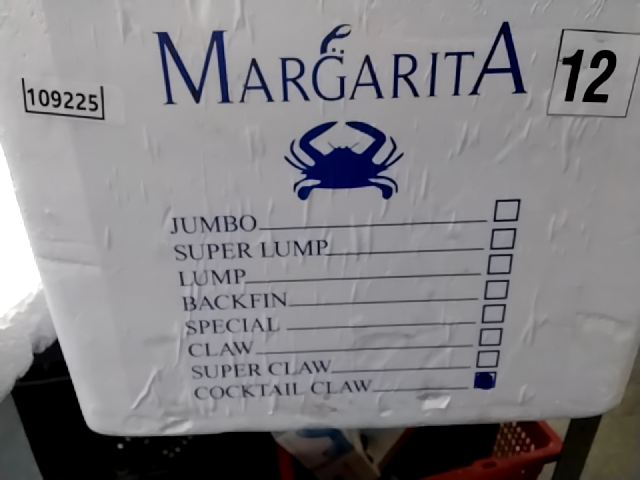 MARGARITA
12
109225
JUMBO
SUPER LUMP
LUMP
BACKFIN
SPECIAL
CLAW
SUPER CLAW
COCKTAIL CLAW